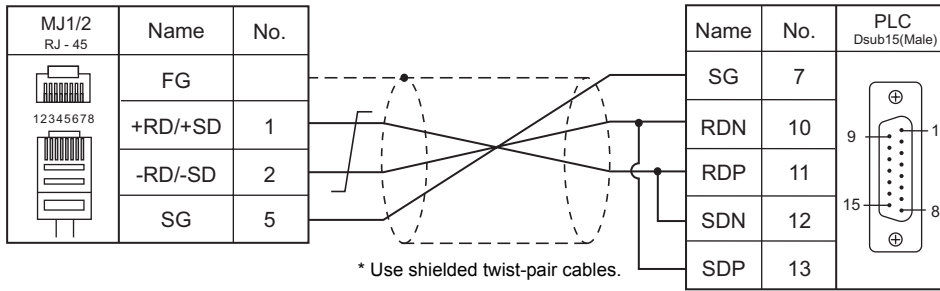 MJ1/2
RJ - 45
Name
No.
12345678
FG
+RD/+SD
1
-RD/-SD
2
SG
5
* Use shielded twist-pair cables.
Name
No.
PLC
Dsub15(Male)
SG
7
RDN
10
RDP
11
SDN
12
SDP
13
9
1
15
8